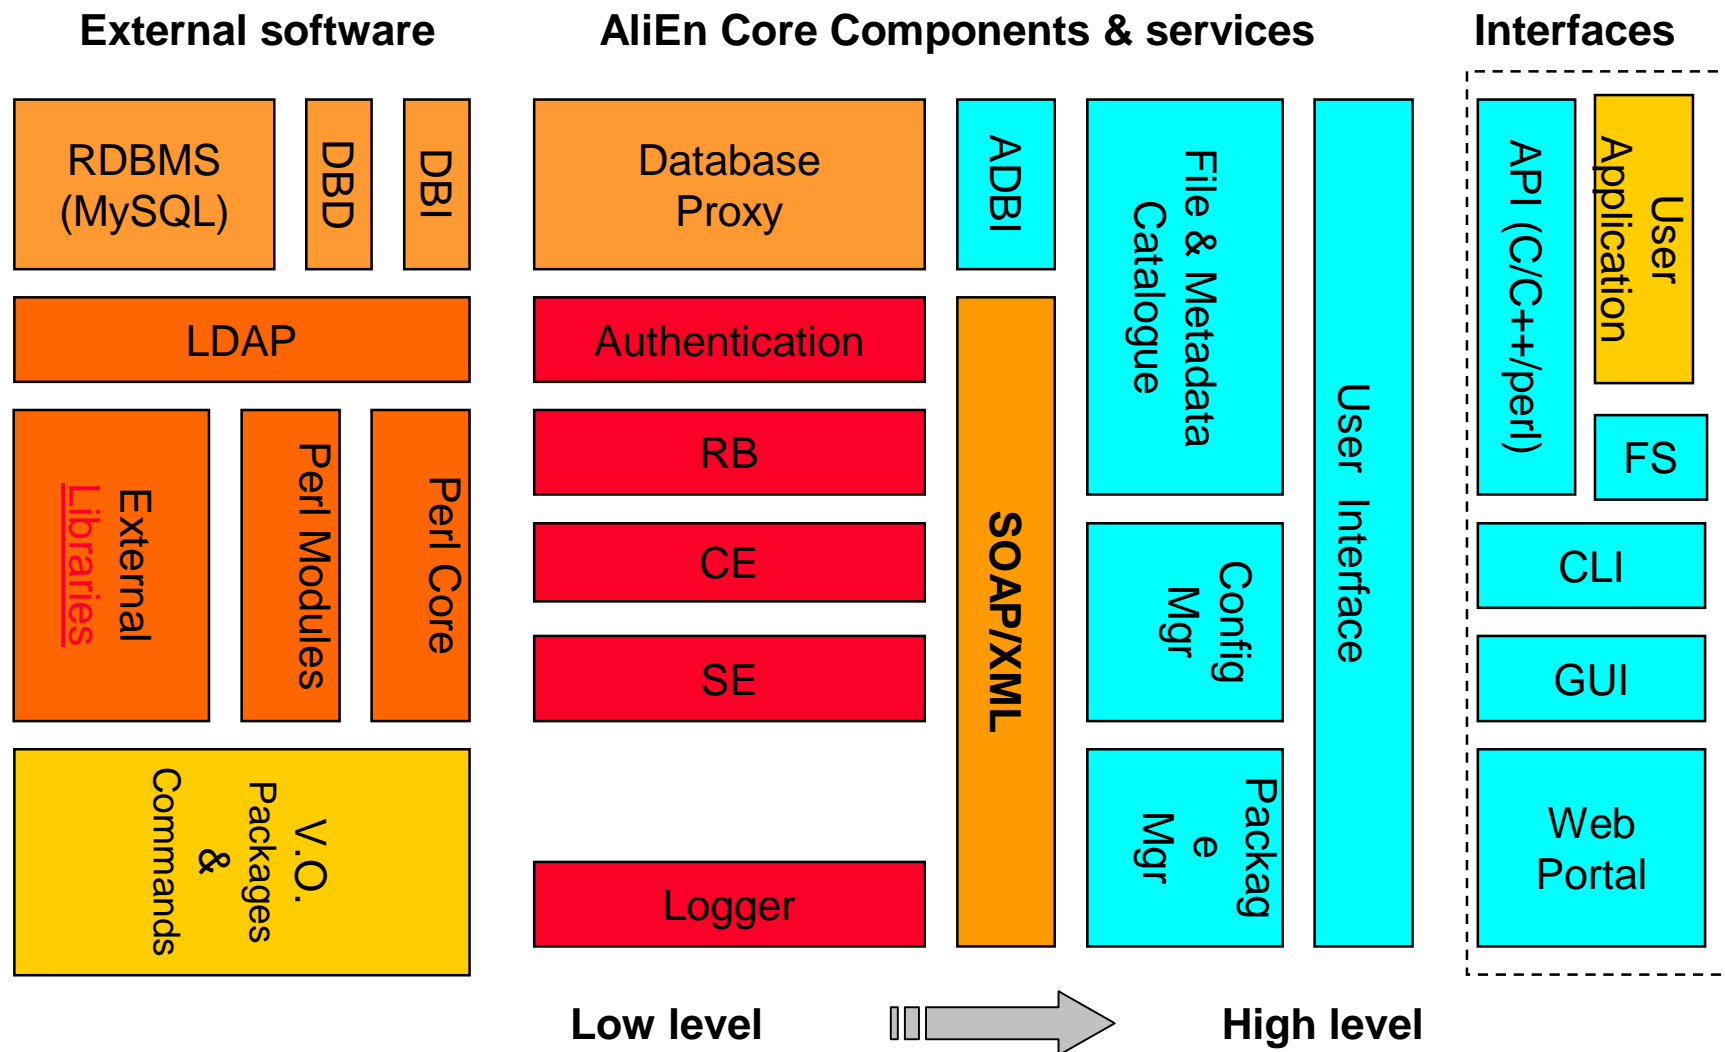 External software
AliEn Core Components & services
Interfaces
RDBMS
(MySQL)
DBD
DBI
LDAP
External
Libraries
Perl Modules
Perl Core
V.O.
Packages
&
Commands
Database
Proxy
Authentication
RB
CE
SE
Logger
ADBI
SOAP/XML
File & Metadata
Catalogue
Config
Mgr
Packag
e
Mgr
User Interface
API (C/C++/perl)
User
Application
FS
CLI
GUI
Web
Portal
Low level
High level